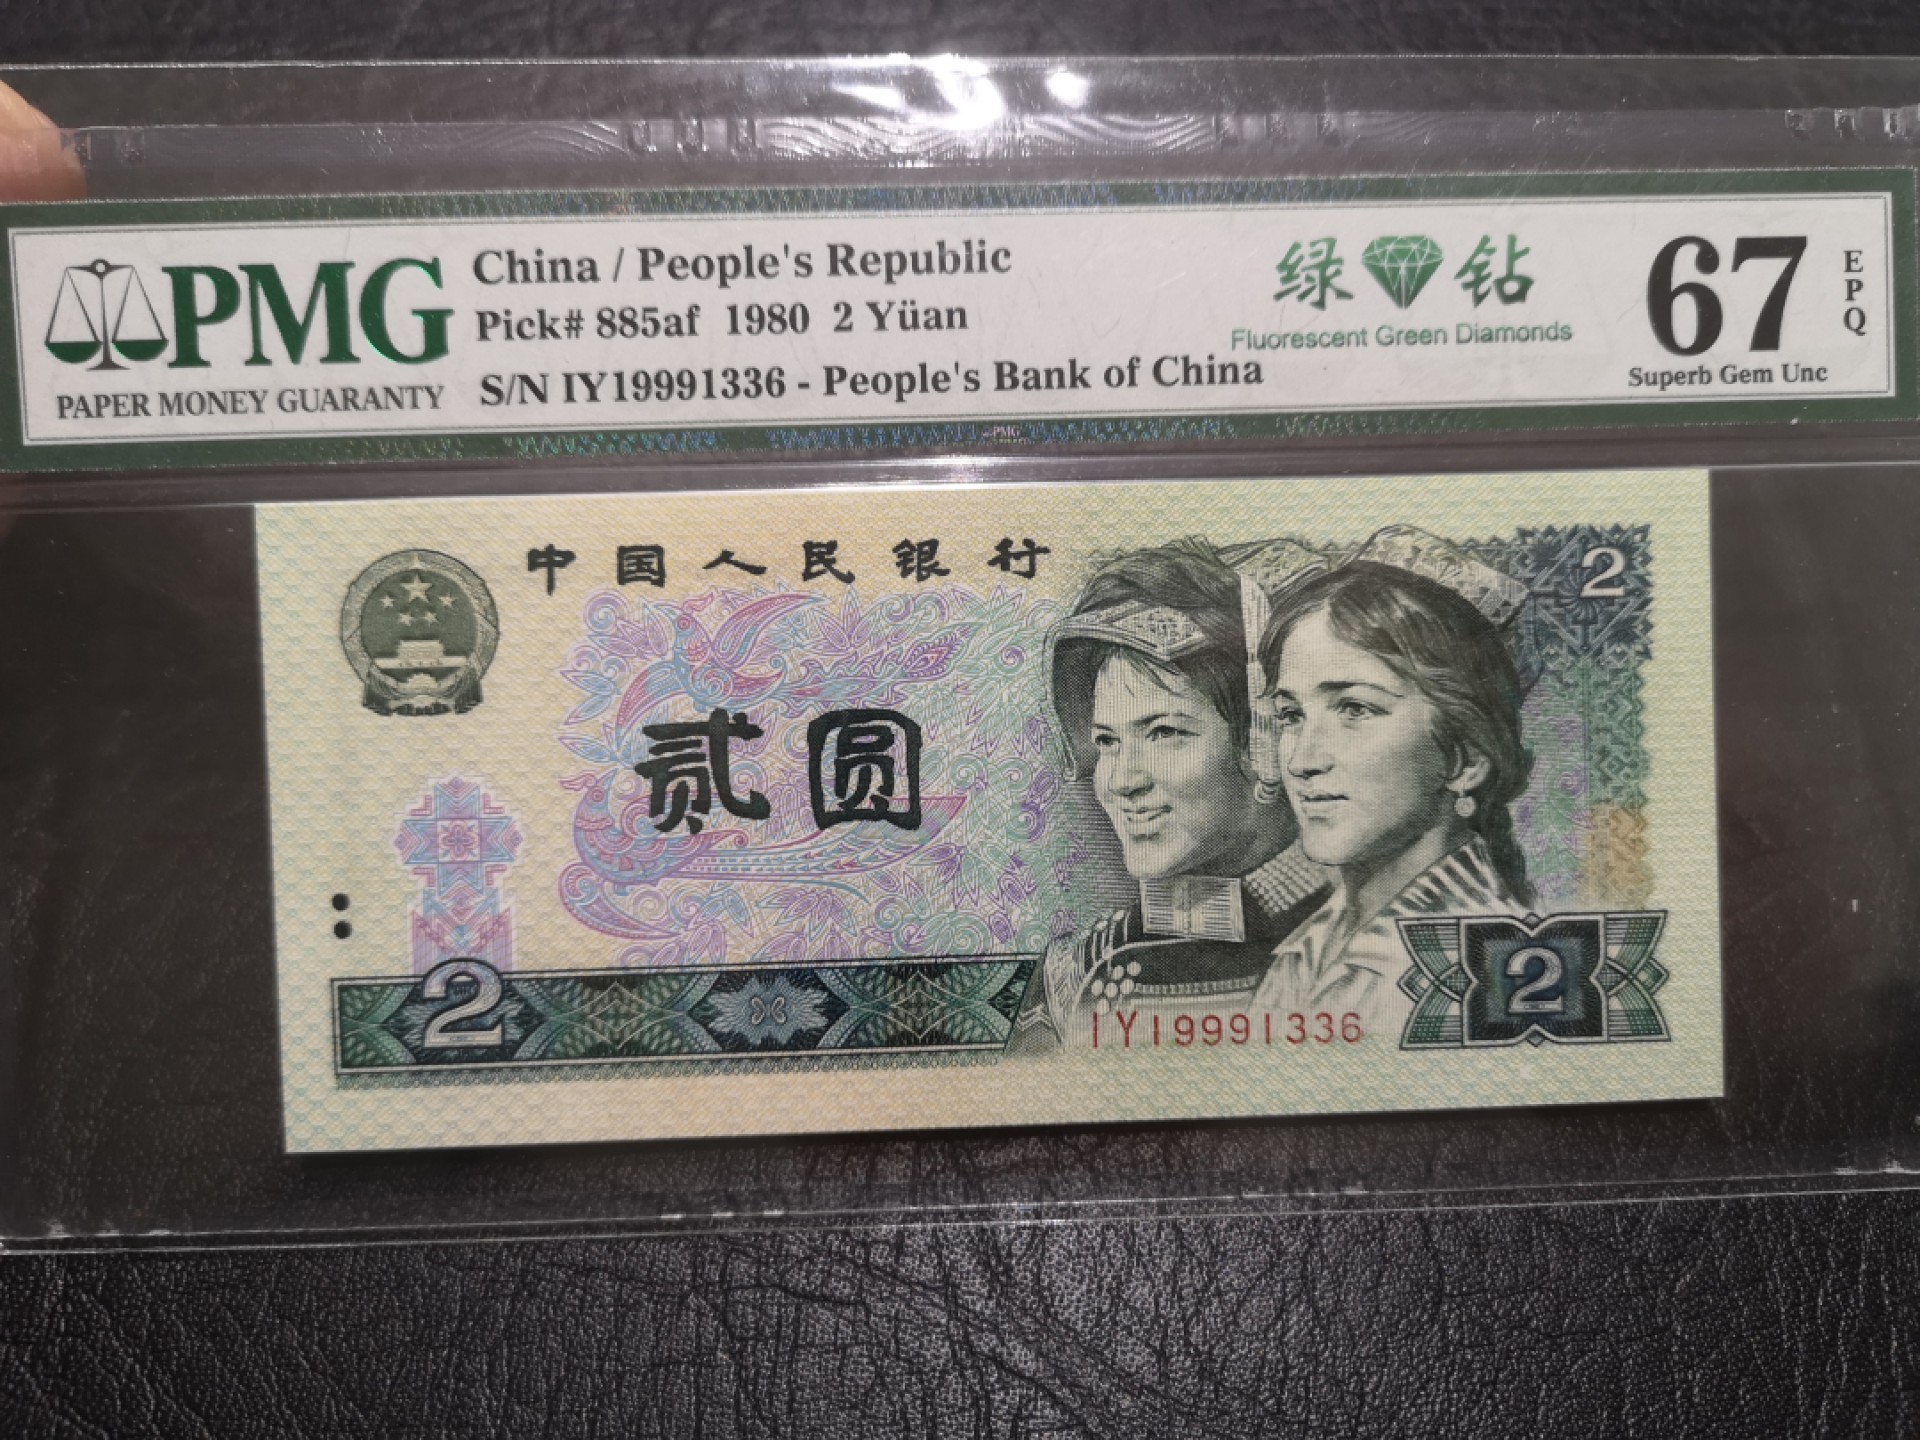 PMG
PAPER MONEY GUARANTY
China / People's Republic
Pick# 885af 1980 2 Yüan
S/N IY19991336 - People's Bank of China
绿钻
Fluorescent Green Diamonds
67
EPQ
Superb Gem Unc
PMG
中国人民银行
2
贰圆
2
IY19991336
2